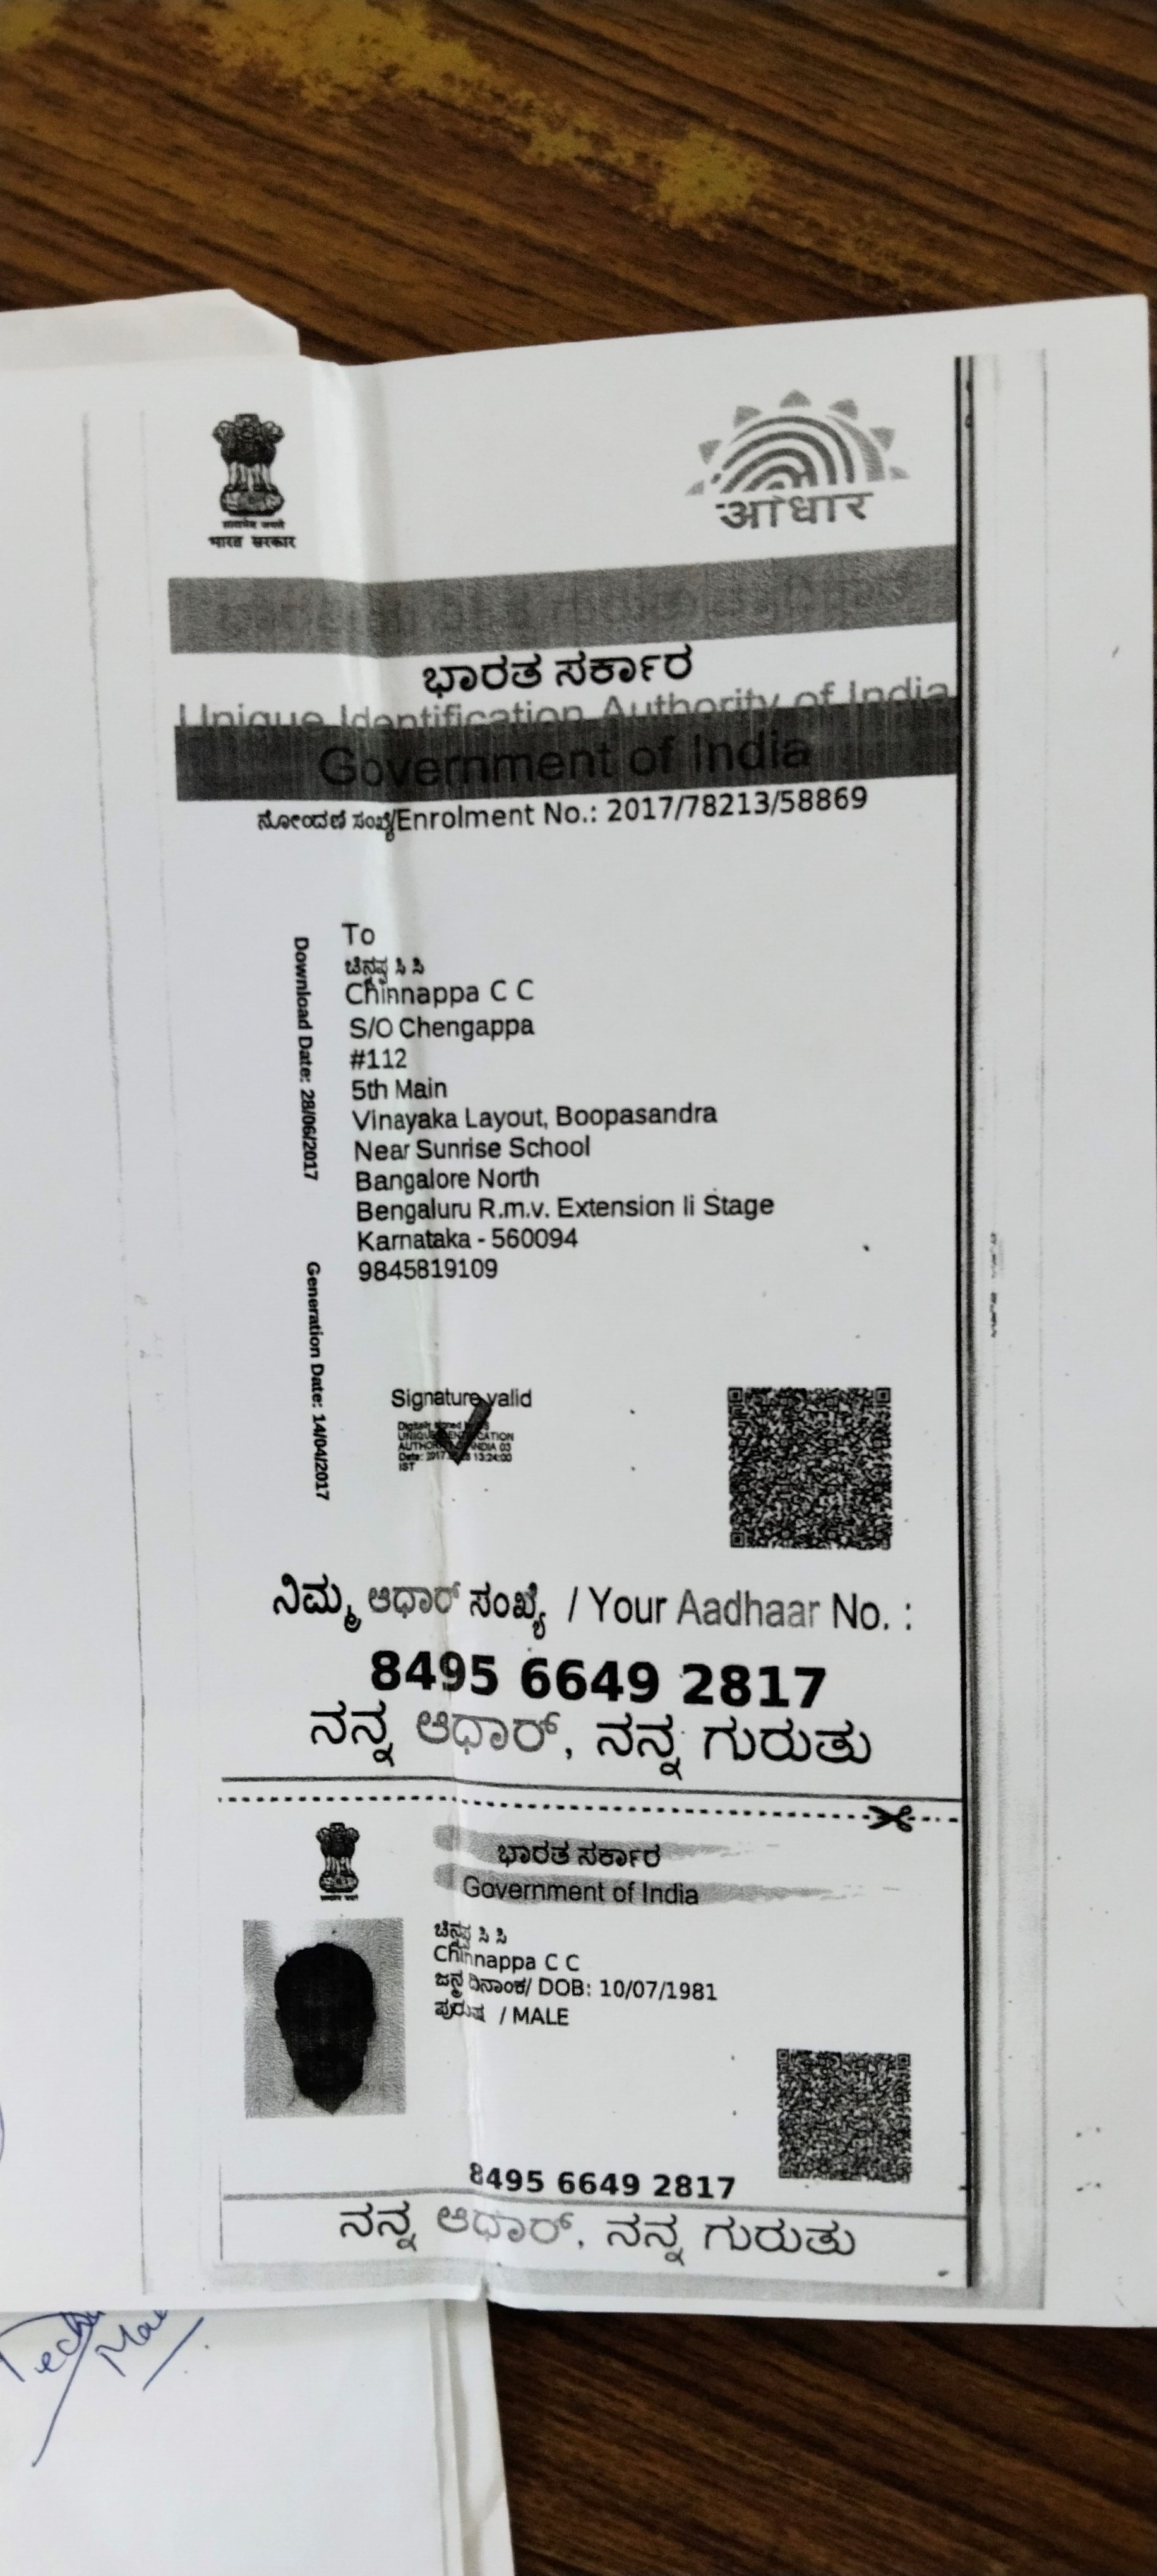 भारत सरकार
आधार
ಭಾರತ ಸರ್ಕಾರ
Unique Identification Authority of India
Government of India
ನೋಂದಣಿ ಸಂಖ್ಯೆ/Enrolment No.: 2017/78213/58869
Download Date: 28/06/2017
Generation Date: 14/04/2017
To
ಚಿನ್ನಪ್ಪ ಸಿ ಸಿ
Chinnappa C C
S/O Chengappa
#112
5th Main
Vinayaka Layout, Boopasandra
Near Sunrise School
Bangalore North
Bengaluru R.m.v. Extension Ii Stage
Karnataka - 560094
9845819109
Signature valid
ನಿಮ್ಮ ಆಧಾರ್ ಸಂಖ್ಯೆ / Your Aadhaar No. :
8495 6649 2817
ನನ್ನ ಆಧಾರ್, ನನ್ನ ಗುರುತು
ಭಾರತ ಸರ್ಕಾರ
Government of India
ಚಿನ್ನಪ್ಪ ಸಿ ಸಿ
Chinnappa C C
ಜನ್ಮ ದಿನಾಂಕ/ DOB: 10/07/1981
ಪುರುಷ / MALE
8495 6649 2817
ನನ್ನ ಆಧಾರ್, ನನ್ನ ಗುರುತು